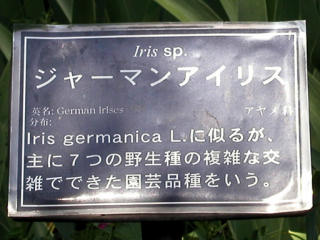 Iris sp.
ジャーマンアイリス
英名: German Irises
アヤメ科
分布:
Iris germanica L.に似るが、
主に7つの野生種の複雑な交
雑でできた園芸品種をいう。